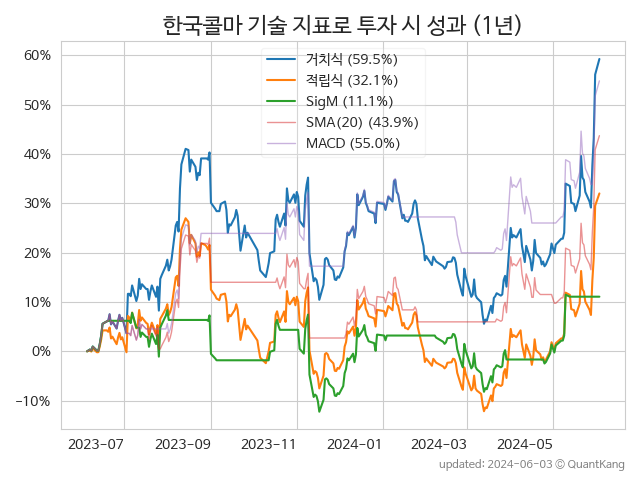 한국콜마 기술 지표로 투자 시 성과 (1년)
거치식 (59.5%)
적립식 (32.1%)
SigM (11.1%)
SMA(20) (43.9%)
MACD (55.0%)
60%
50%
40%
30%
20%
10%
0%
−10%
2023-07 2023-09 2023-11 2024-01 2024-03 2024-05
updated: 2024-06-03 ⓒ QuantKang